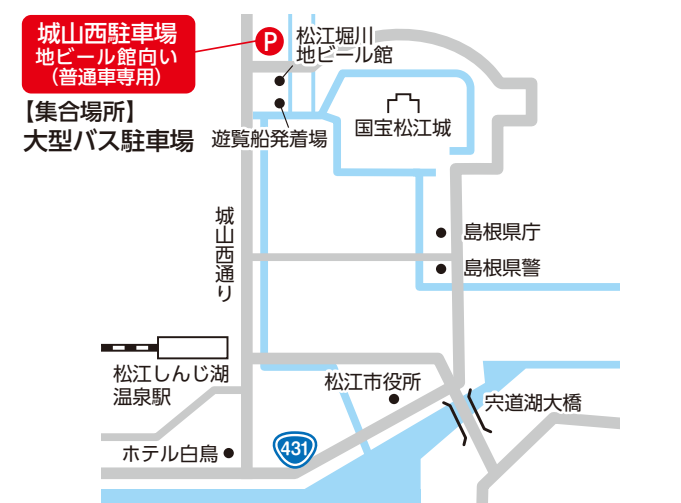 城山西駐車場
地ビール館向い
(普通車専用)
P
【集合場所】
大型バス駐車場
松江堀川
地ビール館
遊覧船発着場
国宝松江城
城山西通り
島根県庁
島根県警
松江しんじ湖
温泉駅
松江市役所
宍道湖大橋
ホテル白鳥
431